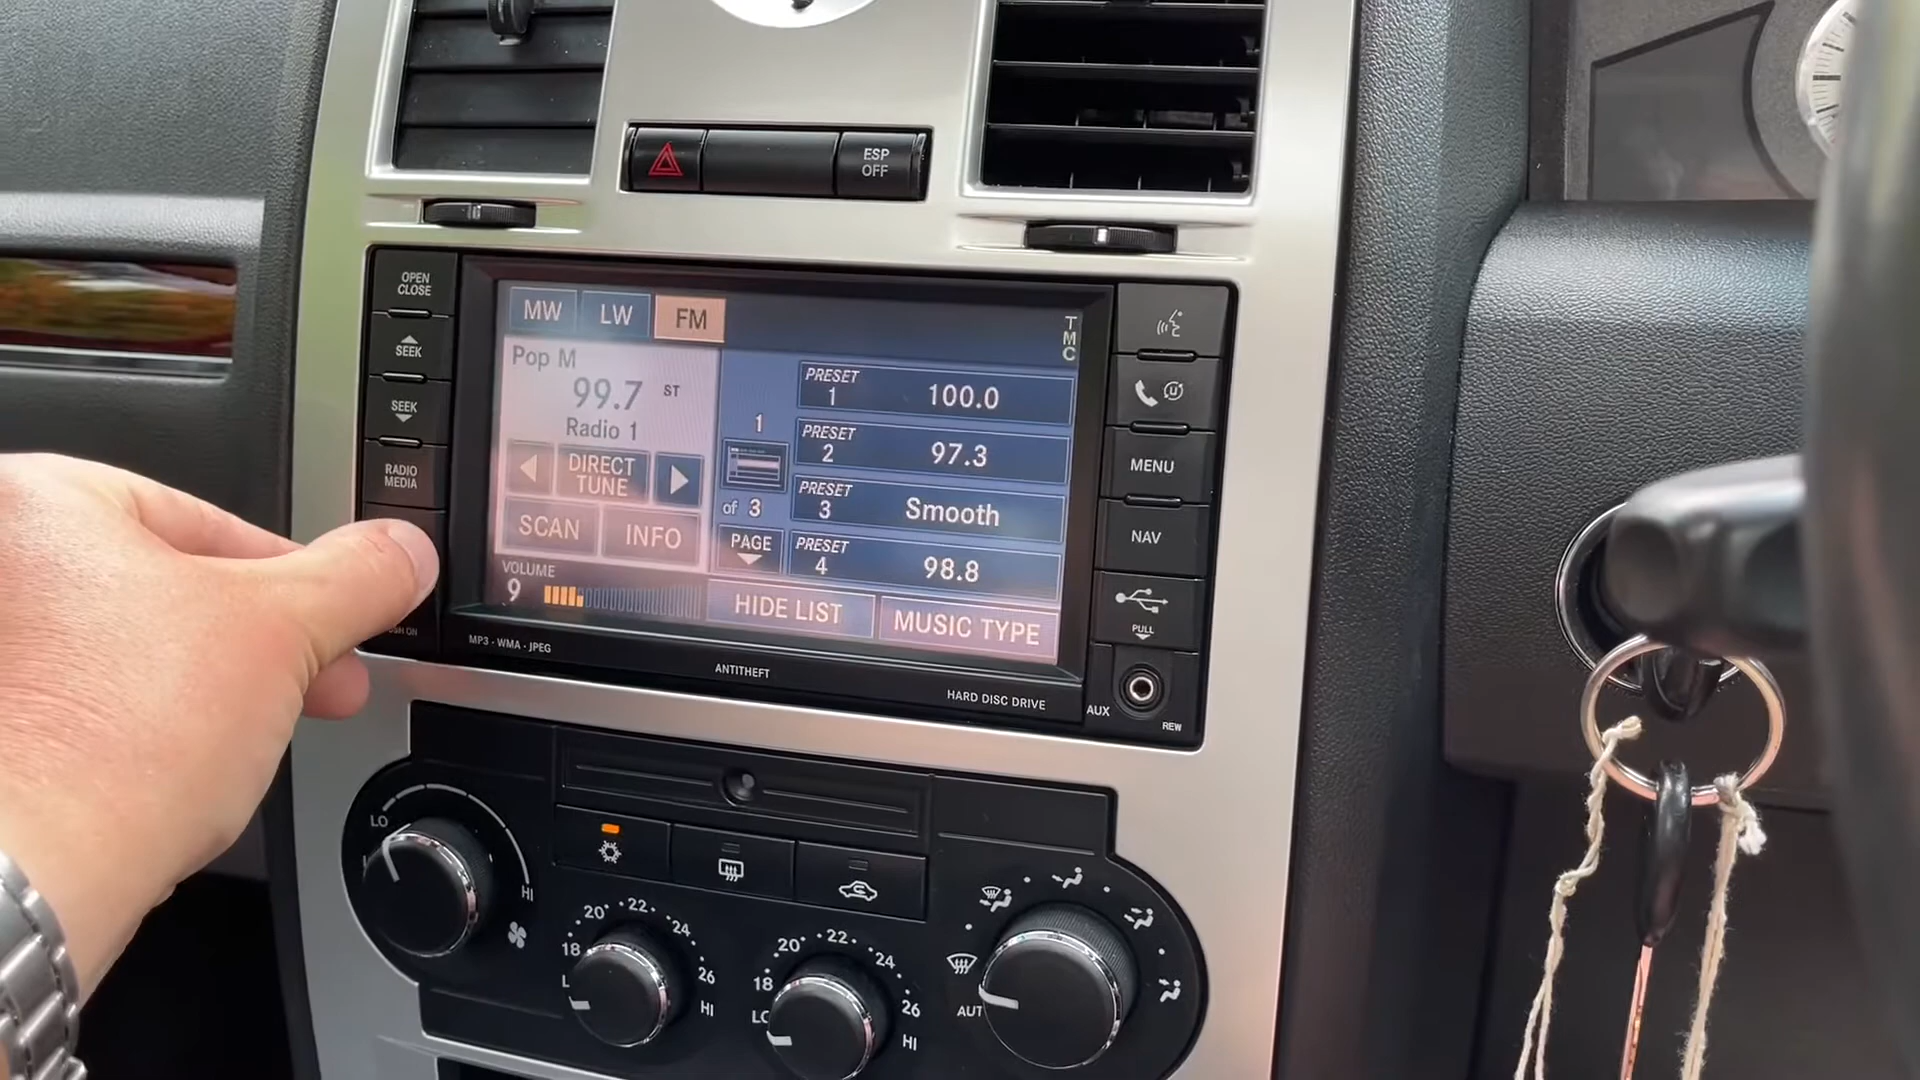 ESP
OFF
OPEN
CLOSE
SEEK
SEEK
RADIO
MEDIA
MW
LW
FM
TMC
Pop M
99.7 ST
Radio 1
DIRECT
TUNE
SCAN
INFO
VOLUME
9
1
of 3
PAGE
PRESET
1
100.0
PRESET
2
97.3
PRESET
3
Smooth
PRESET
4
98.8
HIDE LIST
MUSIC TYPE
MENU
NAV
PULL
MP3 - WMA - JPEG
ANTITHEFT
HARD DISC DRIVE
AUX
REW
LO
HI
18
20
22
24
26
HI
LO
18
20
22
24
26
HI